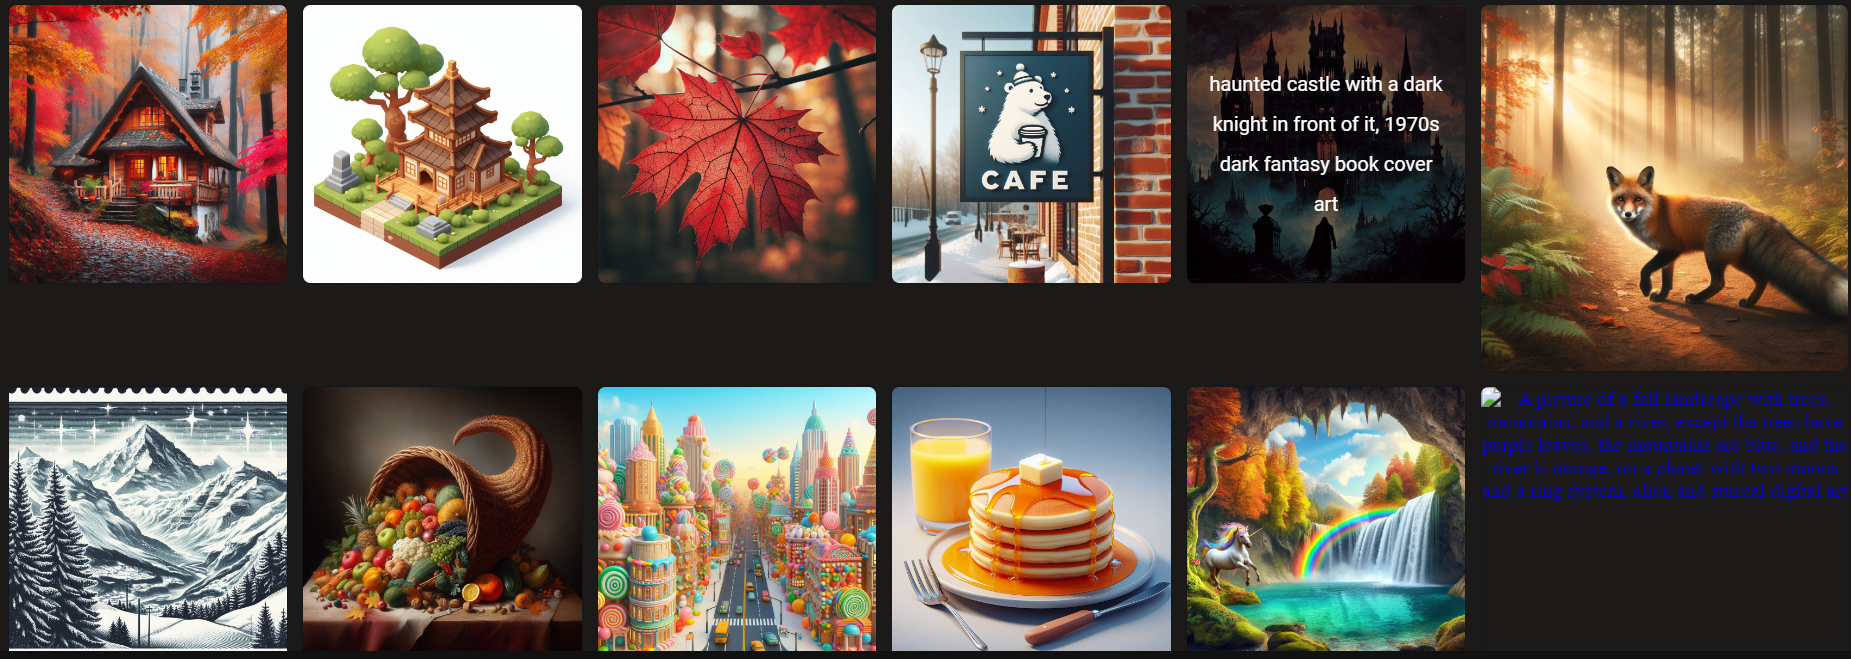 CAFE
haunted castle with a dark
knight in front of it, 1970s
dark fantasy book cover
art
A picture of a fall landscape with trees,
mountains, and a river, except the trees have
purple leaves, the mountains are blue, and the
river is orange, on a planet with two moons
and a ring system, alien and surreal digital art